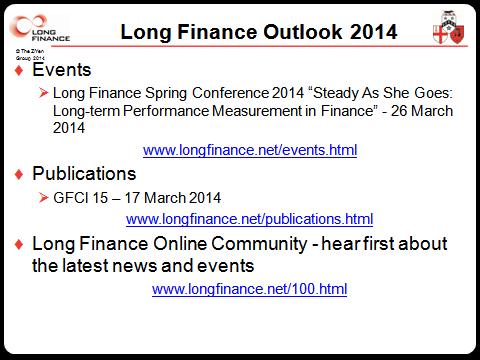 LONG
FINANCE
© The Z/Yen
Group 2014
Long Finance Outlook 2014
♦ Events
➢ Long Finance Spring Conference 2014 “Steady As She Goes:
Long-term Performance Measurement in Finance” - 26 March
2014
www.longfinance.net/events.html
♦ Publications
➢ GFCI 15 – 17 March 2014
www.longfinance.net/publications.html
♦ Long Finance Online Community - hear first about
the latest news and events
www.longfinance.net/100.html